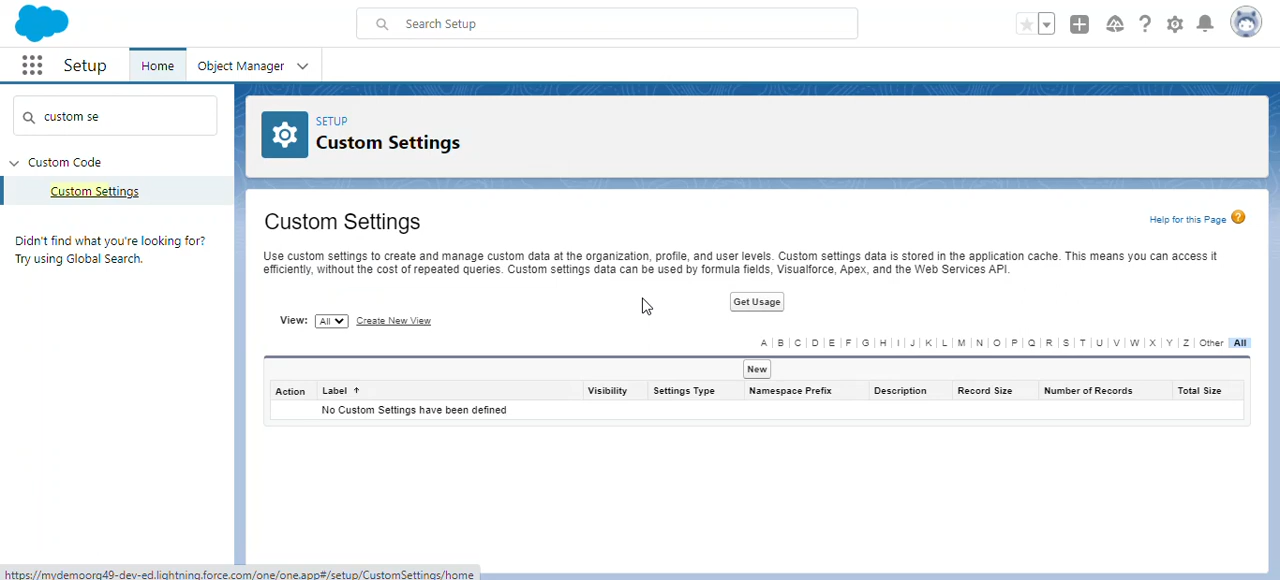 Search Setup
Setup
Home
Object Manager
custom se
Custom Code
Custom Settings
Didn't find what you're looking for?
Try using Global Search.
SETUP
Custom Settings
Custom Settings
Help for this Page ?
Use custom settings to create and manage custom data at the organization, profile, and user levels. Custom settings data is stored in the application cache. This means you can access it
efficiently, without the cost of repeated queries. Custom settings data can be used by formula fields, Visualforce, Apex, and the Web Services API.
Get Usage
View: All Create New View
A | B | C | D | E | F | G | H | I | J | K | L | M | N | O | P | Q | R | S | T | U | V | W | X | Y | Z | Other All
New
Action Label ↑ Visibility Settings Type Namespace Prefix Description Record Size Number of Records Total Size
No Custom Settings have been defined
https://mydemoorg49-dev-ed.lightning.force.com/one/one.app#/setup/CustomSettings/home